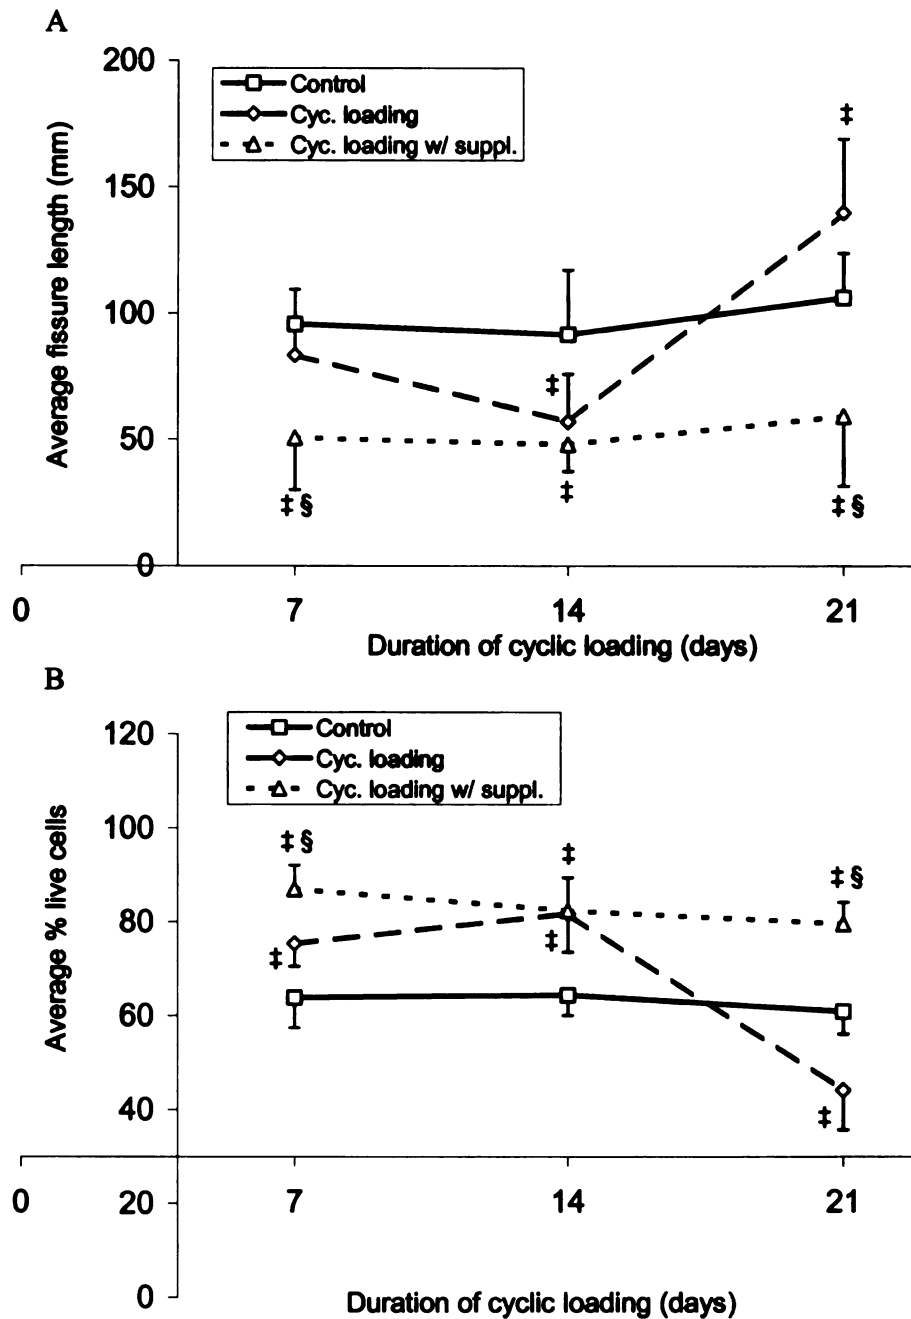 A
200
Control
Cyc. loading
Cyc. loading w/ suppl.
‡
150
Average fissure length (mm)
100
‡
50
‡ §
‡
‡ §
0
0
7
14
21
Duration of cyclic loading (days)
B
120
Control
Cyc. loading
Cyc. loading w/ suppl.
100
‡ §
‡
‡ §
80
‡
‡
Average % live cells
60
40
‡
0
20
7
14
21
0
Duration of cyclic loading (days)